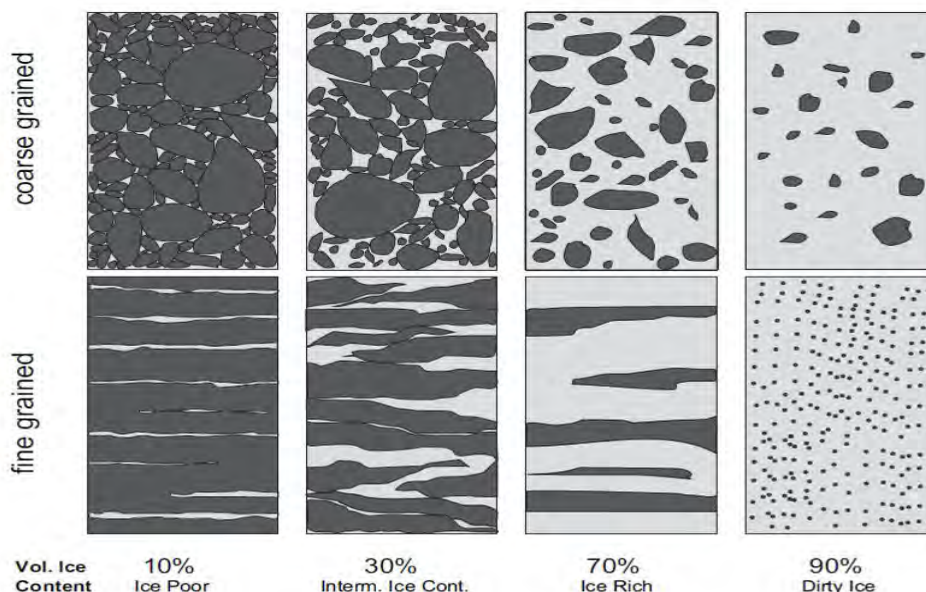 coarse grained
fine grained
Vol. Ice 10% 30% 70% 90%
Content Ice Poor Interm. Ice Cont. Ice Rich Dirty Ice